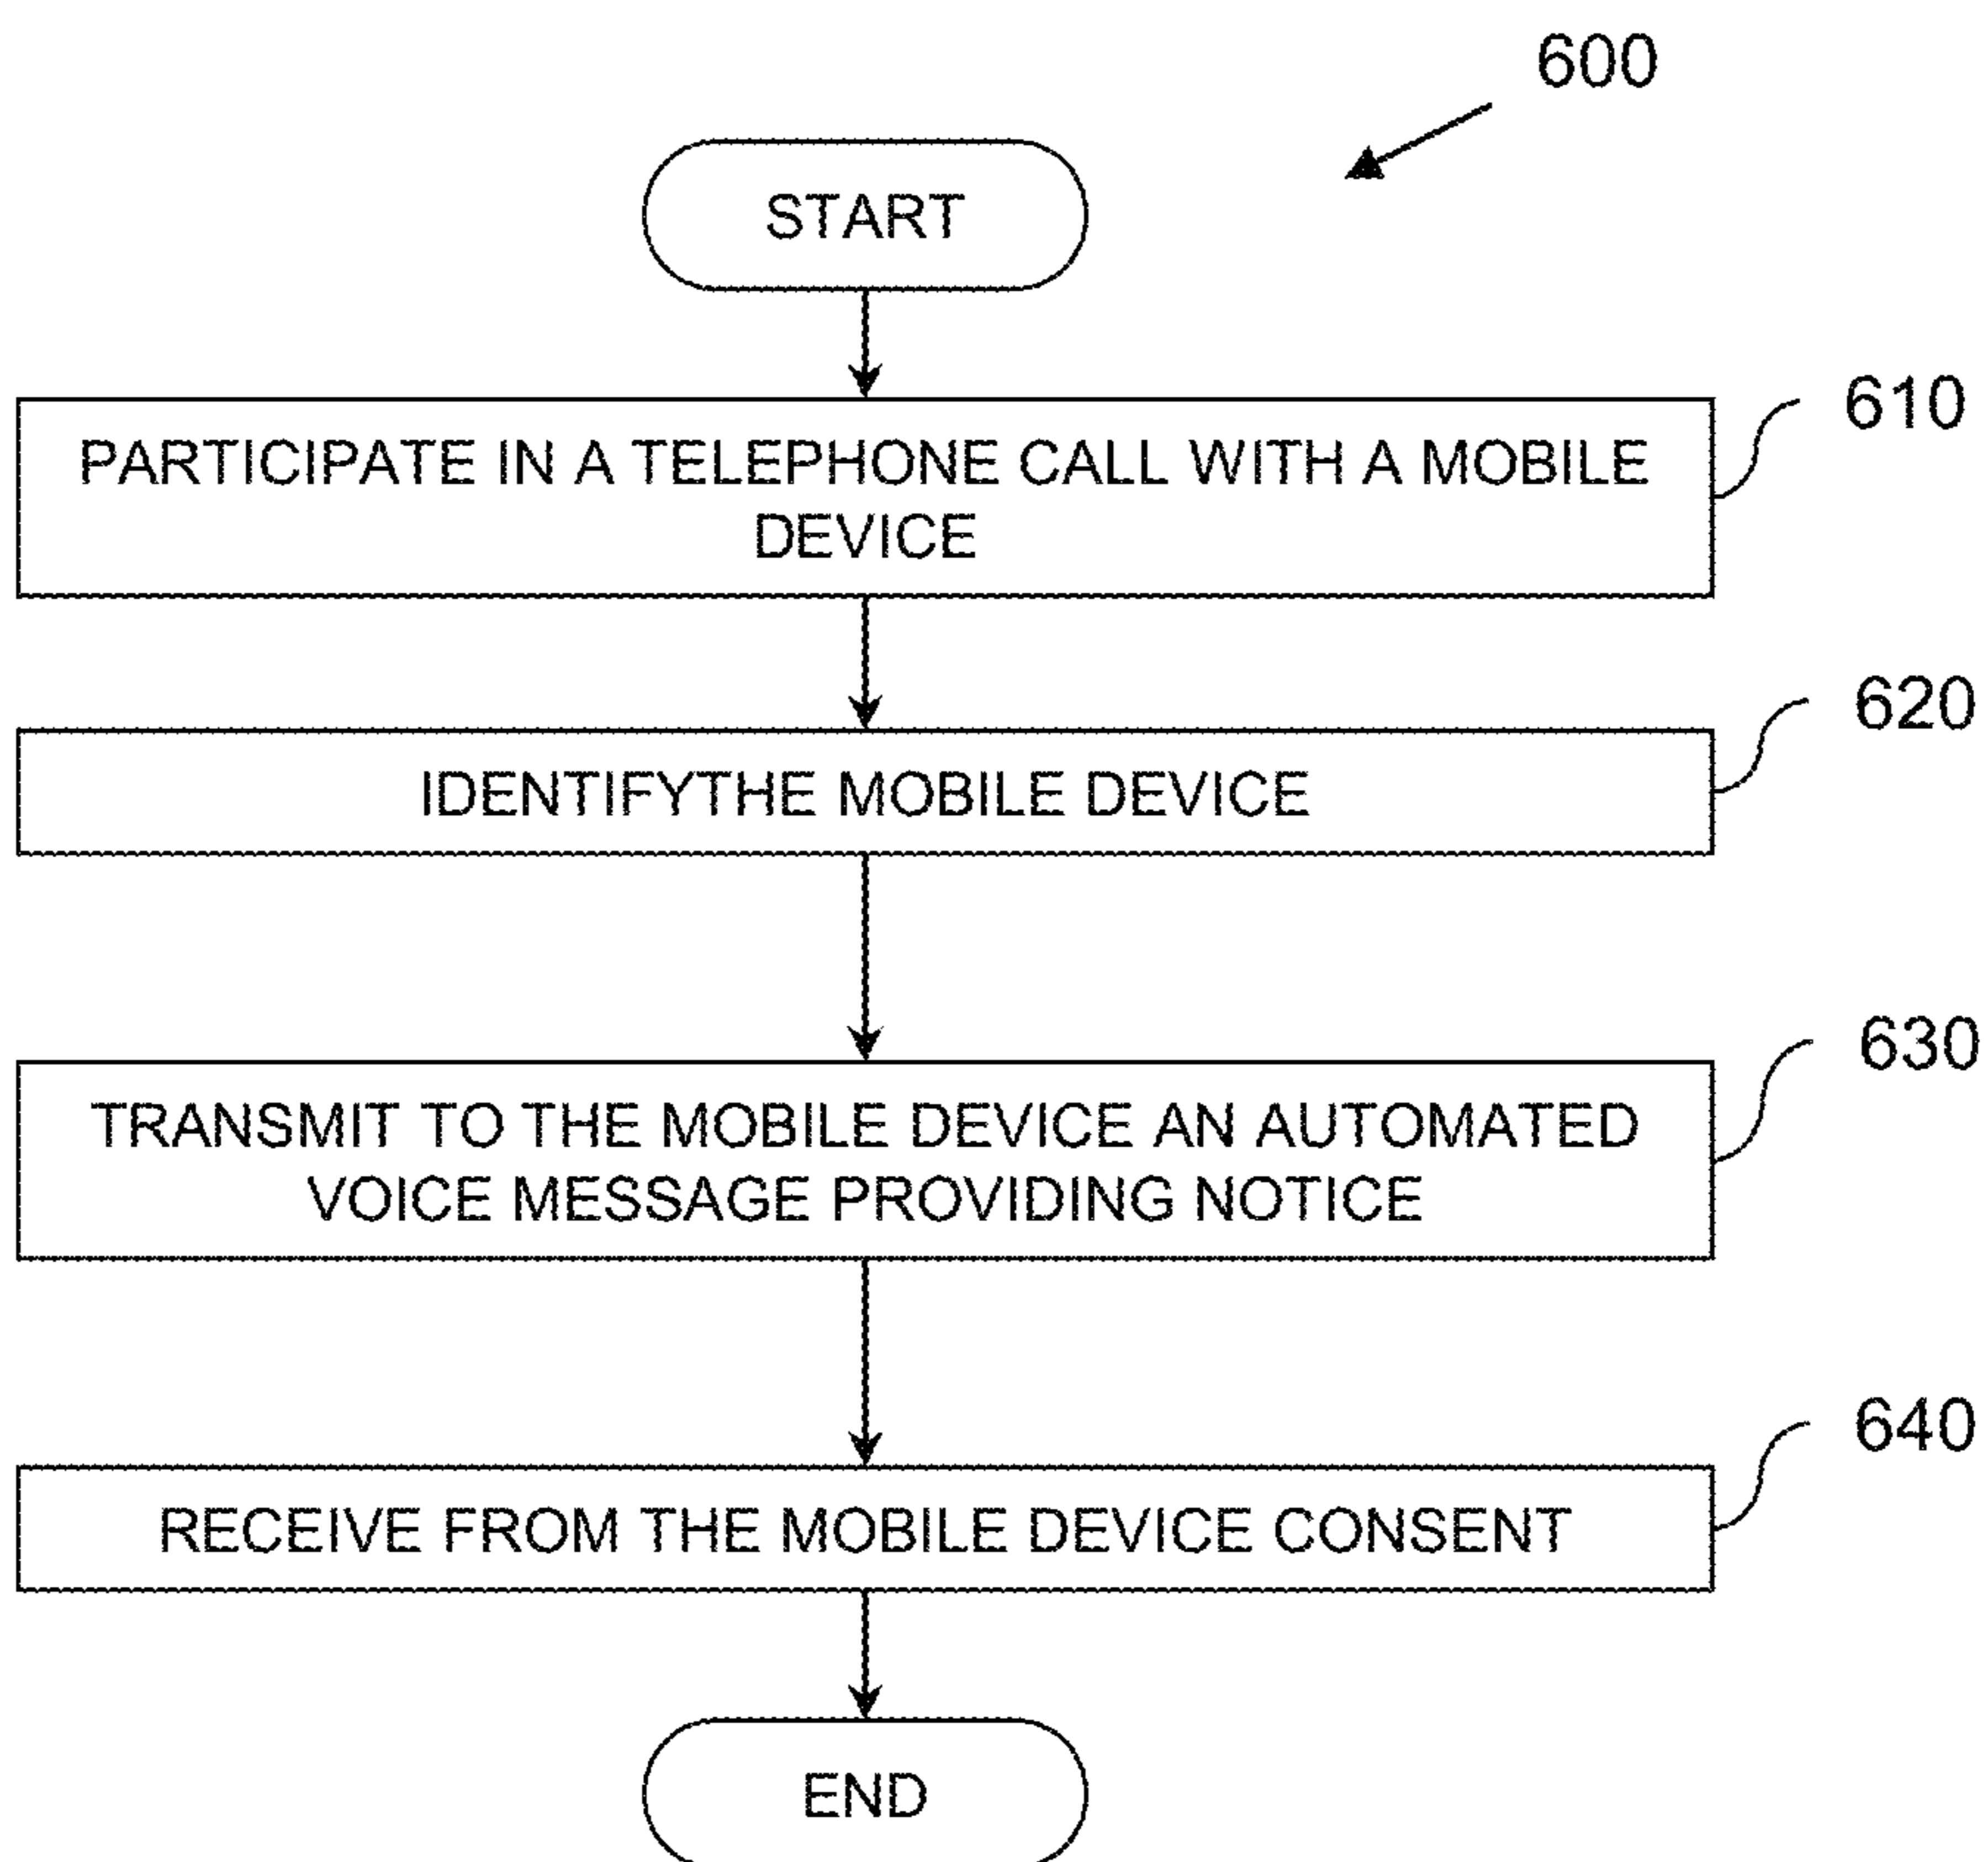 600
START
610
PARTICIPATE IN A TELEPHONE CALL WITH A MOBILE
DEVICE
620
IDENTIFYTHE MOBILE DEVICE
630
TRANSMIT TO THE MOBILE DEVICE AN AUTOMATED
VOICE MESSAGE PROVIDING NOTICE
640
RECEIVE FROM THE MOBILE DEVICE CONSENT
END